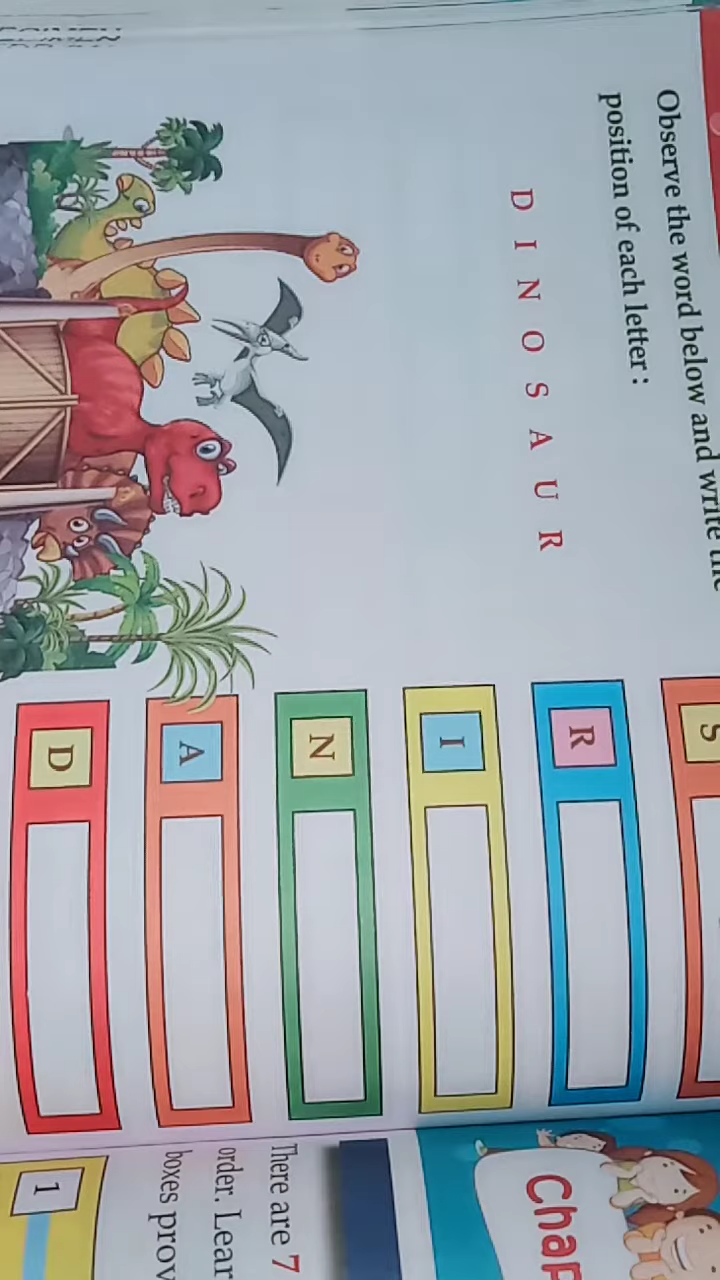 Observe the word below and write the
position of each letter :
D I N O S A U R
S
R
I
N
A
D
There are 7
order. Lear
boxes prov
1